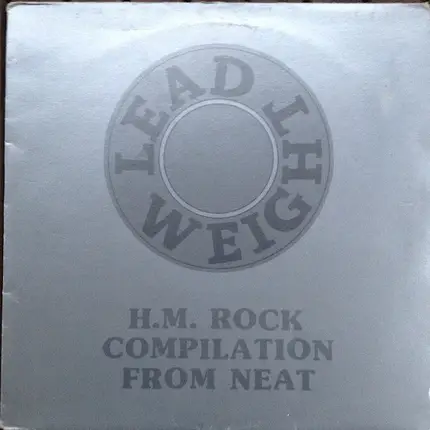 LEAD
WEIGHT
H.M. ROCK
COMPILATION
FROM NEAT